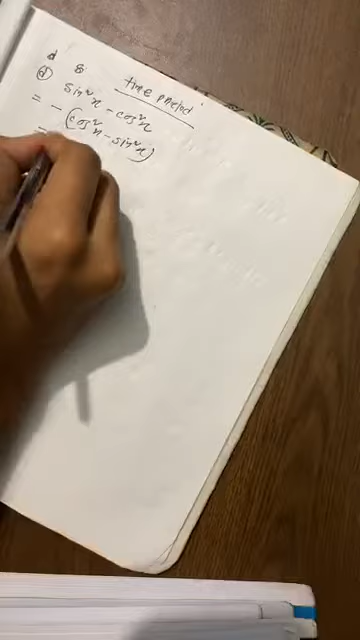 time period
ⓓ sin²x - cos²x
= - (cos²x - sin²x)
=